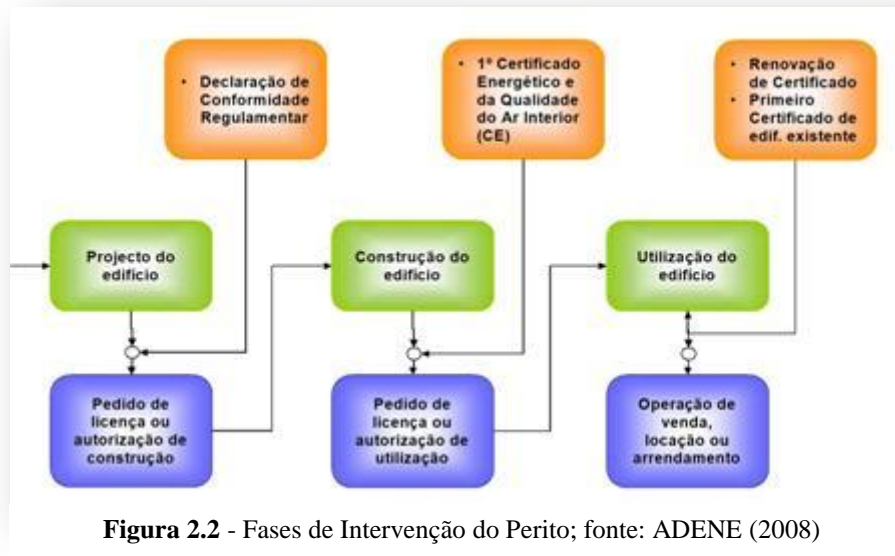 • Declaração de
Conformidade
Regulamentar
• 1º Certificado
Energético e
da Qualidade
do Ar Interior
(CE)
• Renovação
de Certificado
• Primeiro
Certificado de
edif. existente
Projecto do
edifício
Construção do
edifício
Utilização do
edifício
Pedido de
licença ou
autorização de
construção
Pedido de
licença ou
autorização de
utilização
Operação de
venda,
locação ou
arrendamento
Figura 2.2 - Fases de Intervenção do Perito; fonte: ADENE (2008)